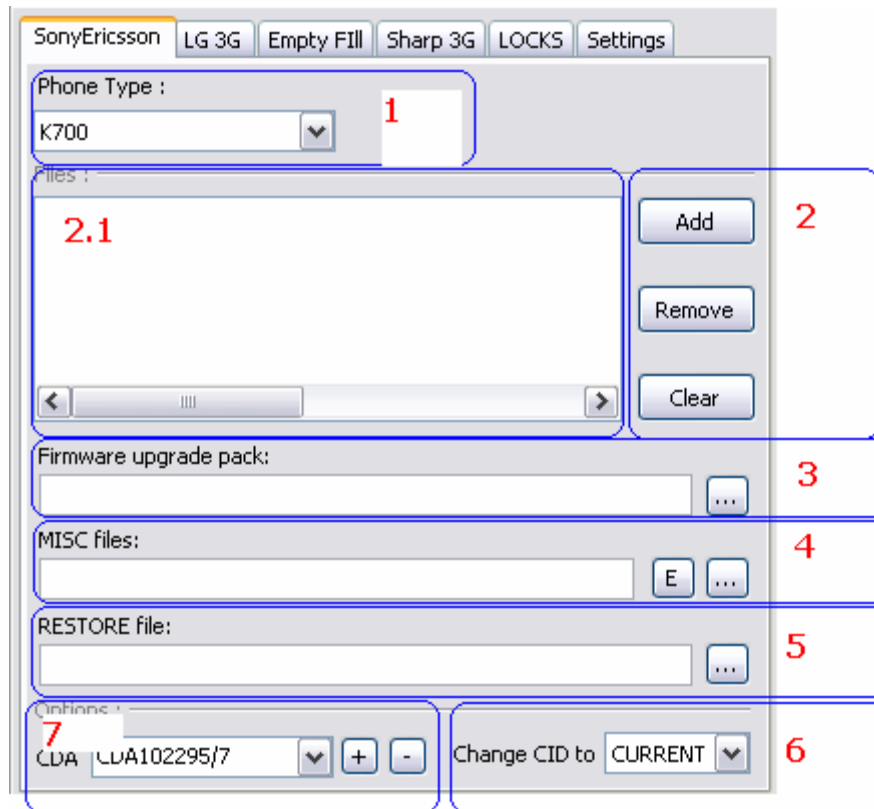 SonyEricsson LG 3G Empty FIll Sharp 3G LOCKS Settings
Phone Type :
1
K700
Files :
2.1
Add
2
Remove
Clear
Firmware upgrade pack:
3
...
MISC files:
4
E ...
RESTORE file:
5
...
Options :
7
CDA CDA102295/7 + - Change CID to CURRENT
6